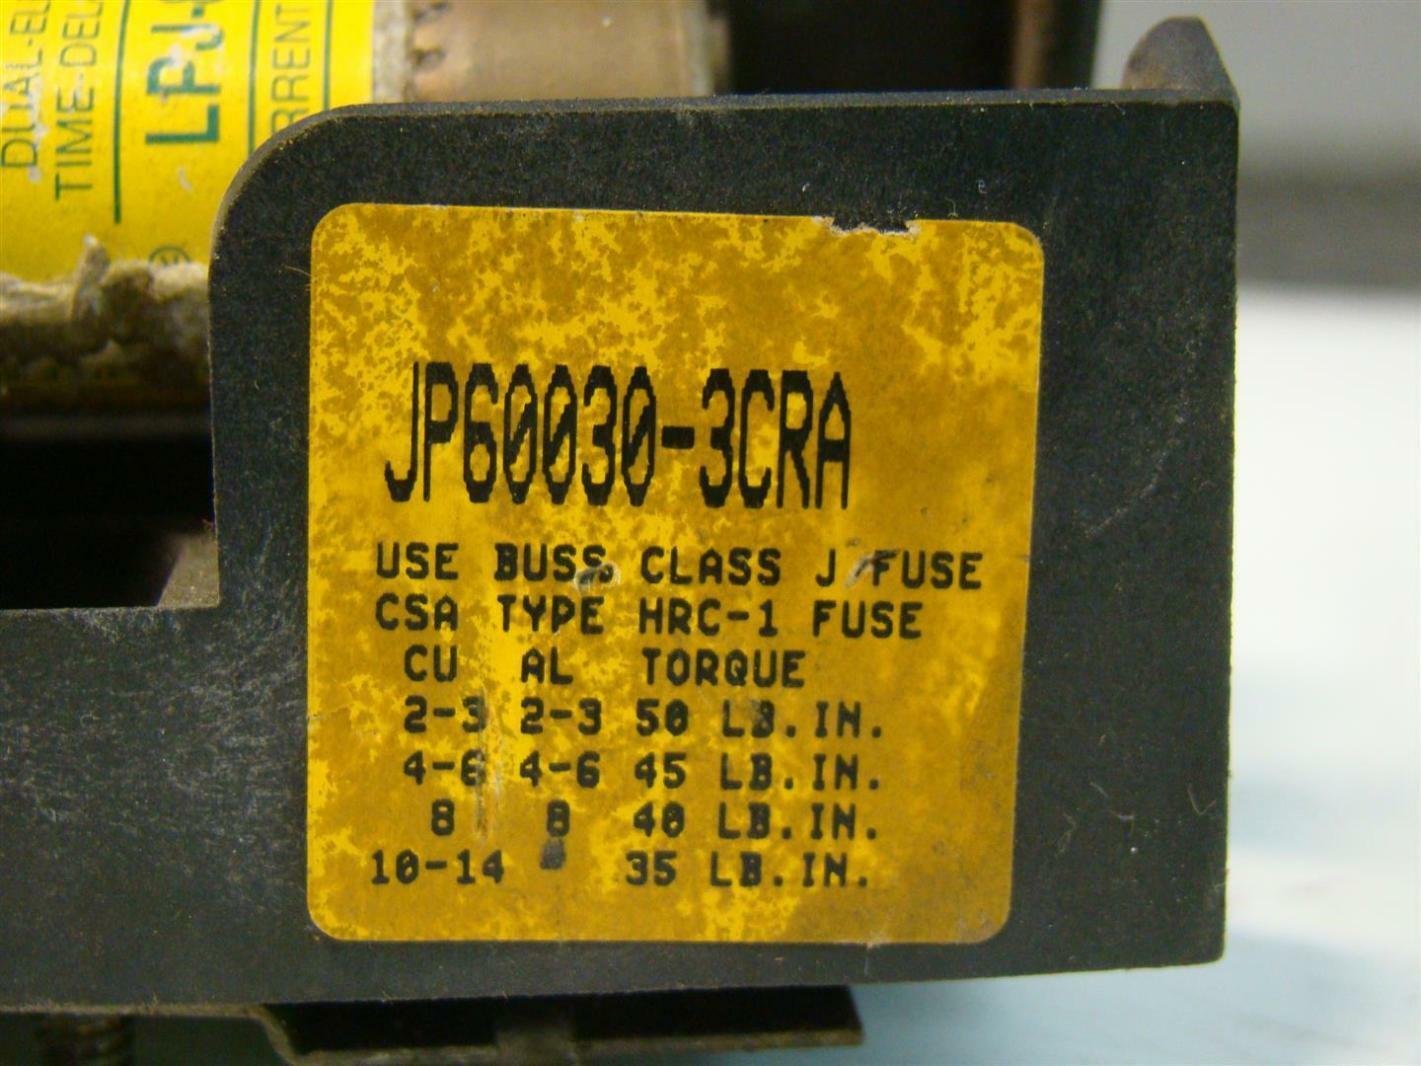 TIME-DEL
LPJ-
RRENT
JP60030-3CRA
USE BUSS CLASS J FUSE
CSA TYPE HRC-1 FUSE
CU AL TORQUE
2-3 2-3 50 LB.IN.
4-6 4-6 45 LB.IN.
8 8 40 LB.IN.
10-14 35 LB.IN.